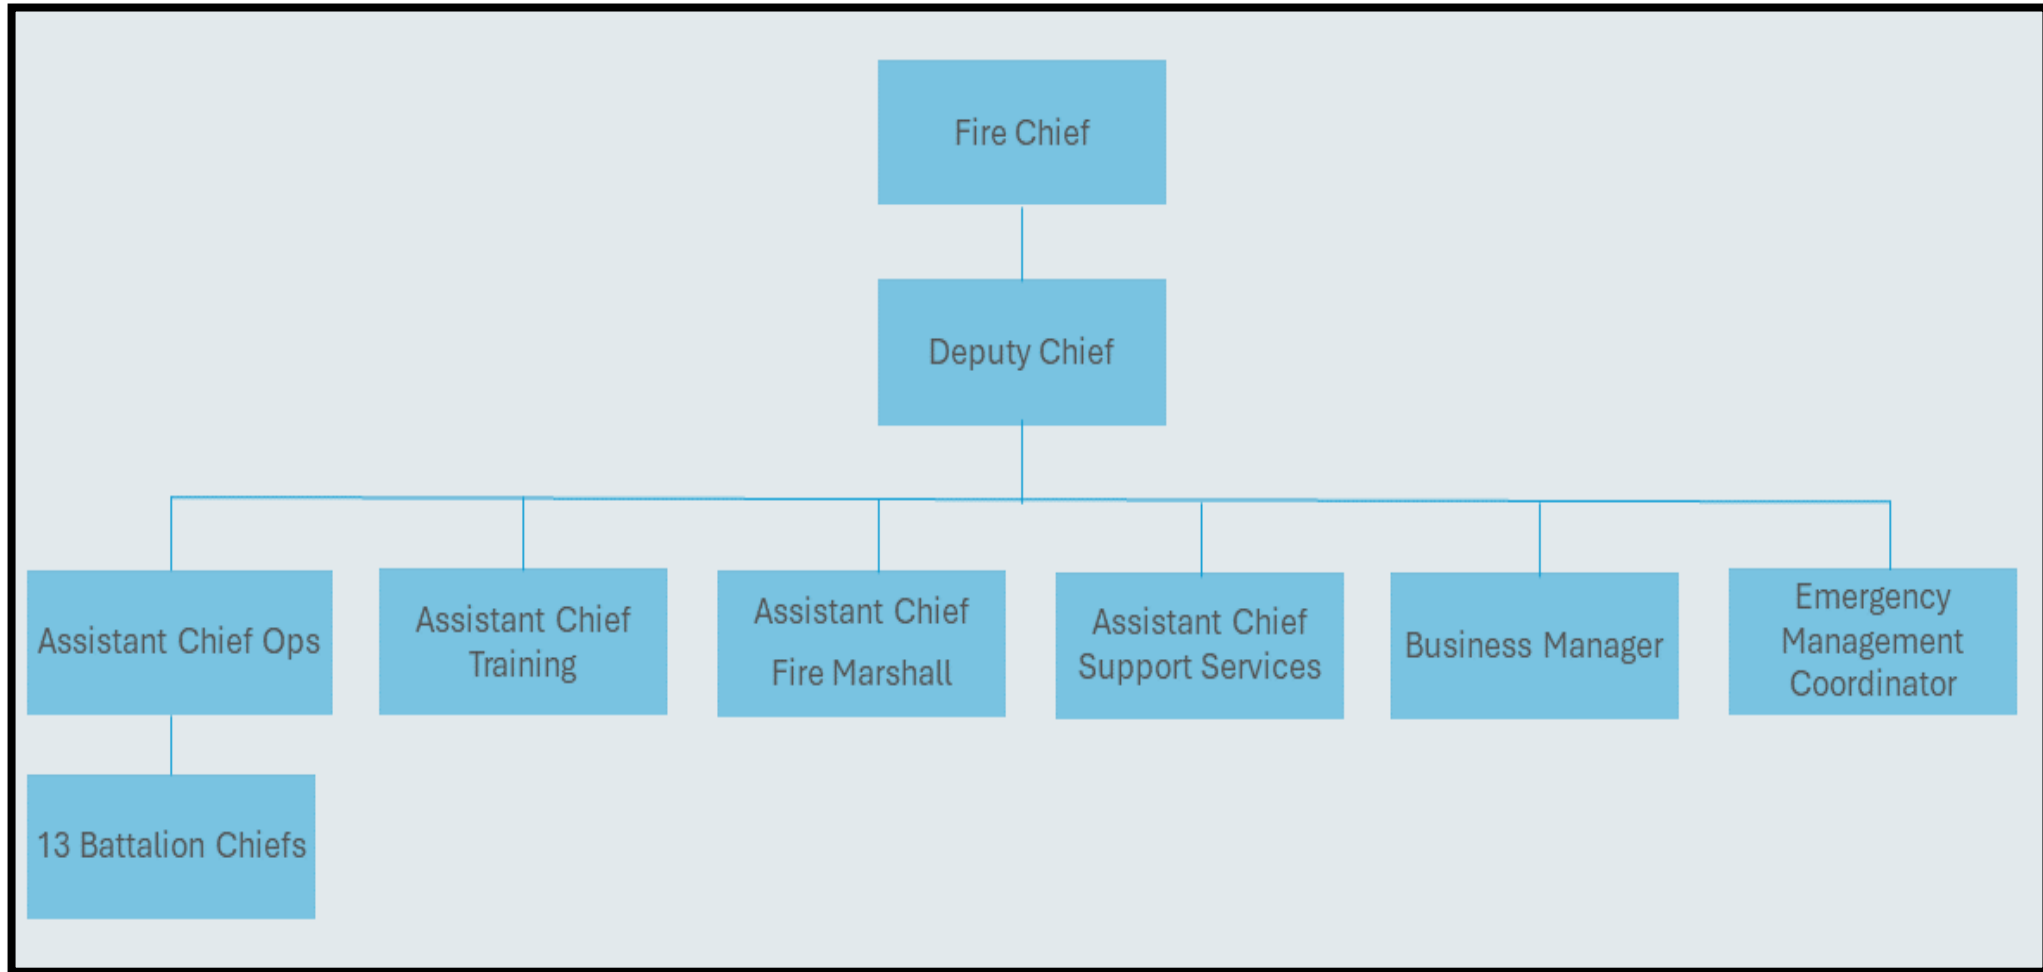 Fire Chief
Deputy Chief
Assistant Chief Ops
Assistant Chief
Training
Assistant Chief
Fire Marshall
Assistant Chief
Support Services
Business Manager
Emergency
Management
Coordinator
13 Battalion Chiefs